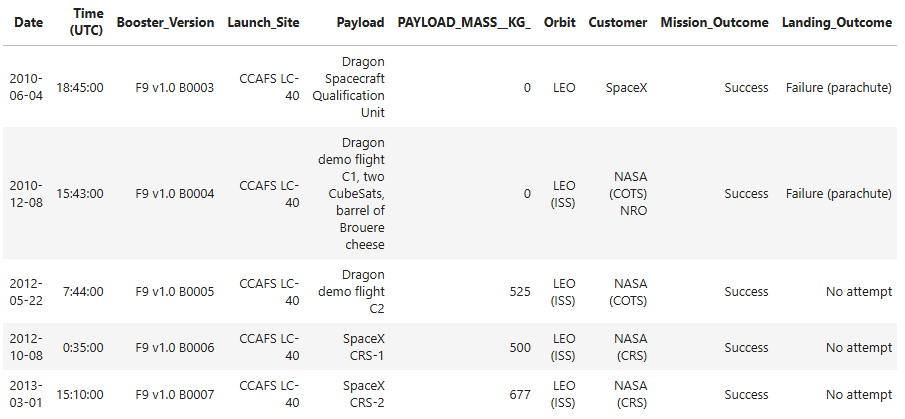 Date Time (UTC) Booster_Version Launch_Site Payload PAYLOAD_MASS__KG_ Orbit Customer Mission_Outcome Landing_Outcome
2010-06-04 18:45:00 F9 v1.0 B0003 CCAFS LC-40 Dragon Spacecraft Qualification Unit 0 LEO SpaceX Success Failure (parachute)
2010-12-08 15:43:00 F9 v1.0 B0004 CCAFS LC-40 Dragon demo flight C1, two CubeSats, barrel of Brouere cheese 0 LEO (ISS) NASA (COTS) NRO Success Failure (parachute)
2012-05-22 7:44:00 F9 v1.0 B0005 CCAFS LC-40 Dragon demo flight C2 525 LEO (ISS) NASA (COTS) Success No attempt
2012-10-08 0:35:00 F9 v1.0 B0006 CCAFS LC-40 SpaceX CRS-1 500 LEO (ISS) NASA (CRS) Success No attempt
2013-03-01 15:10:00 F9 v1.0 B0007 CCAFS LC-40 SpaceX CRS-2 677 LEO (ISS) NASA (CRS) Success No attempt